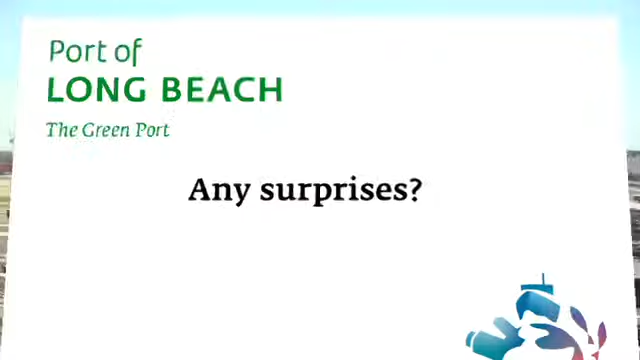 Port of
LONG BEACH
The Green Port
Any surprises?